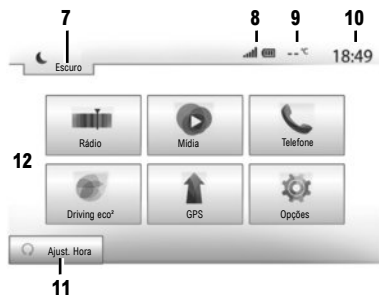 7 8 9 10
Escuro --°C 18:49
Rádio Mídia Telefone
12
Driving eco² GPS Opções
Ajust. Hora
11